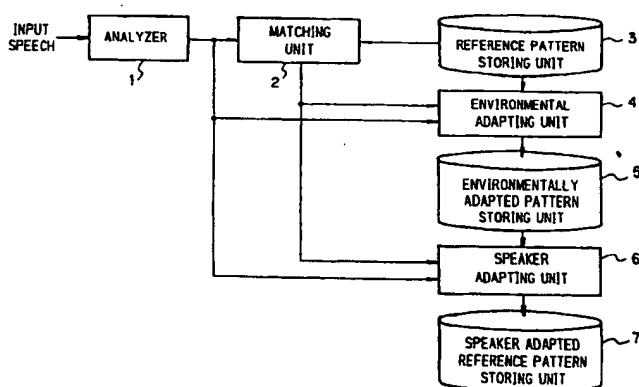 INPUT
SPEECH
ANALYZER
1
MATCHING
UNIT
2
REFERENCE PATTERN
STORING UNIT
3
ENVIRONMENTAL
ADAPTING UNIT
4
ENVIRONMENTALLY
ADAPTED PATTERN
STORING UNIT
5
SPEAKER
ADAPTING UNIT
6
SPEAKER ADAPTED
REFERENCE PATTERN
STORING UNIT
7